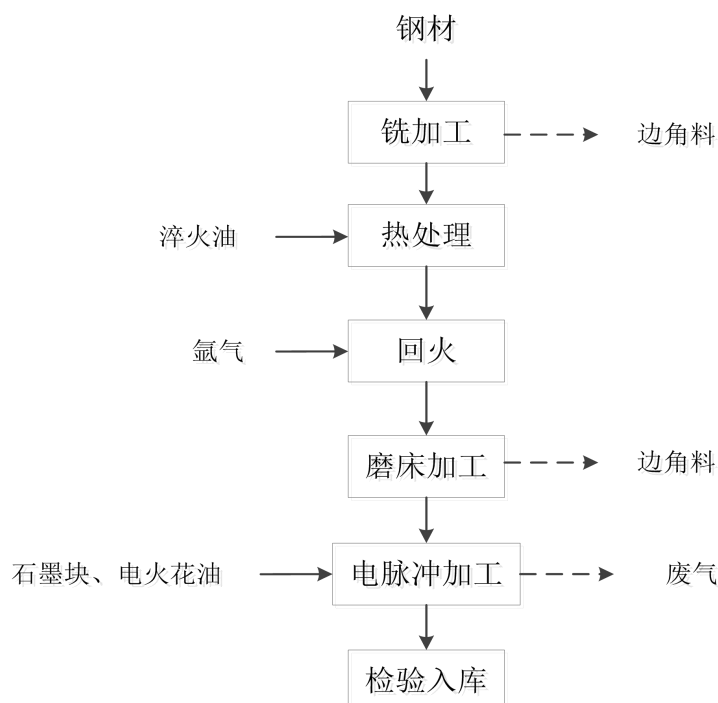 钢材
铣加工
边角料
淬火油
热处理
氩气
回火
磨床加工
边角料
石墨块、电火花油
电脉冲加工
废气
检验入库